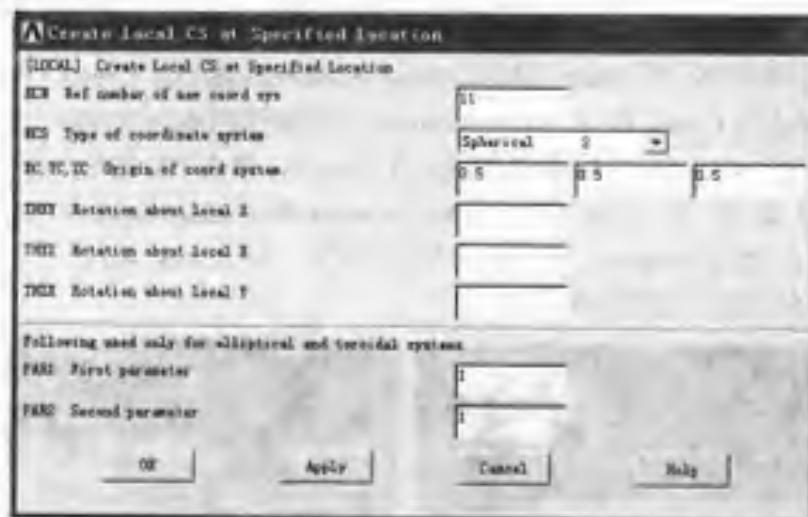 Create Local CS at Specified Location
[LOCAL] Create Local CS at Specified Location
KCN Ref number of new coord sys
11
KCS Type of coordinate system
Spherical 2
XC,YC,ZC Origin of coord system
0.5 0.5 0.5
THXY Rotation about local Z
THYZ Rotation about local X
THZX Rotation about local Y
Following used only for elliptical and toroidal systems
PAR1 First parameter
1
PAR2 Second parameter
1
OK Apply Cancel Help